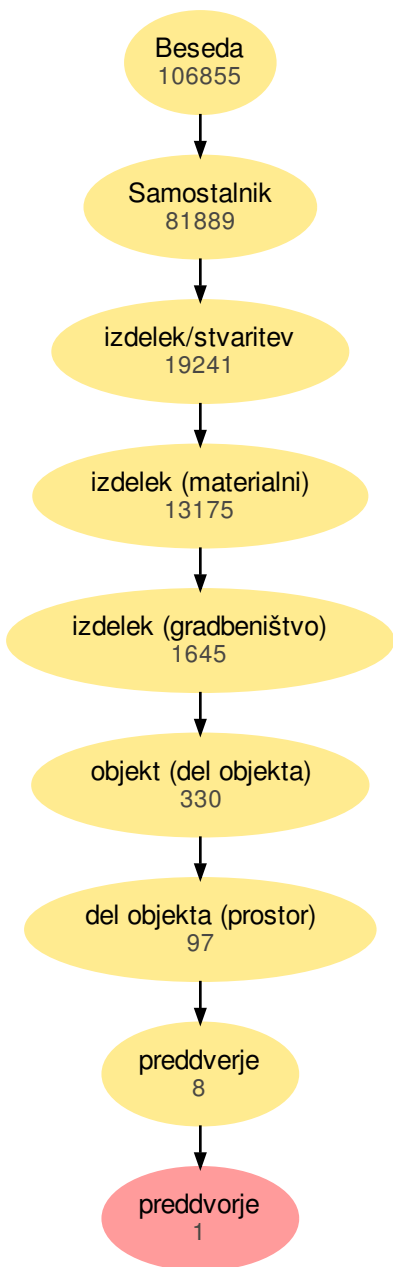 Beseda
106855
Samostalnik
81889
izdelek/stvaritev
19241
izdelek (materialni)
13175
izdelek (gradbeništvo)
1645
objekt (del objekta)
330
del objekta (prostor)
97
preddverje
8
preddvorje
1